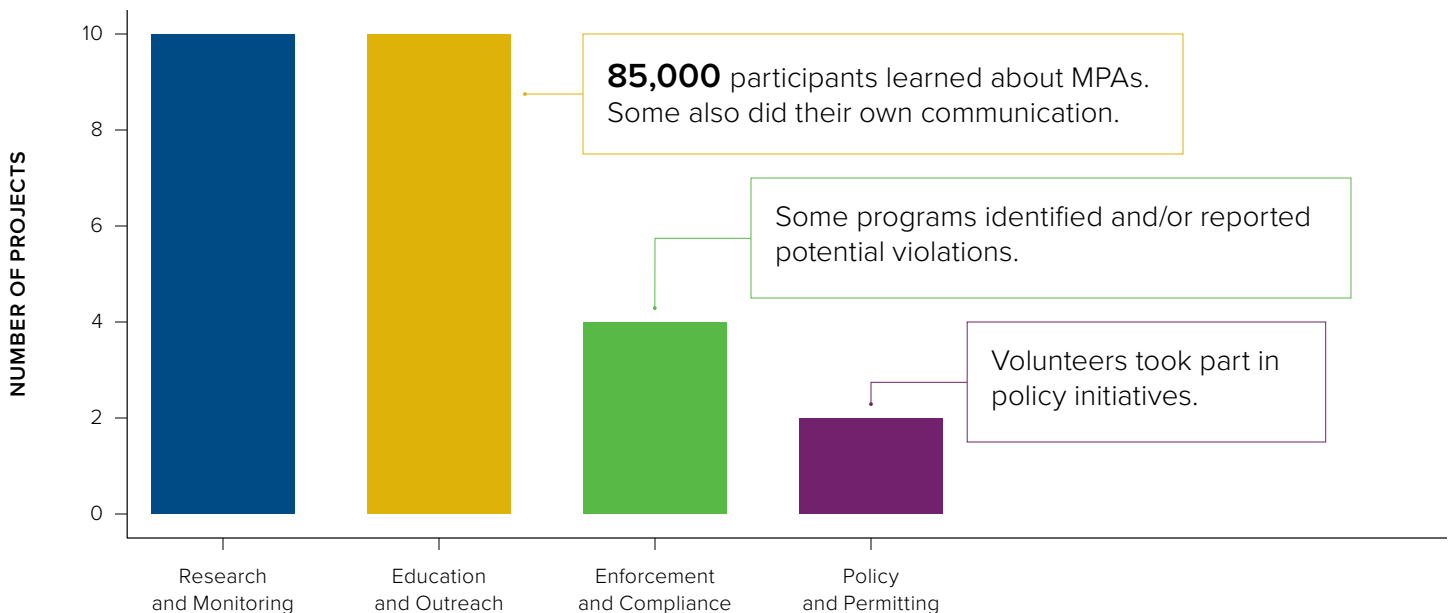 NUMBER OF PROJECTS
10
8
6
4
2
0
85,000 participants learned about MPAs.
Some also did their own communication.
Some programs identified and/or reported
potential violations.
Volunteers took part in
policy initiatives.
Research
and Monitoring
Education
and Outreach
Enforcement
and Compliance
Policy
and Permitting